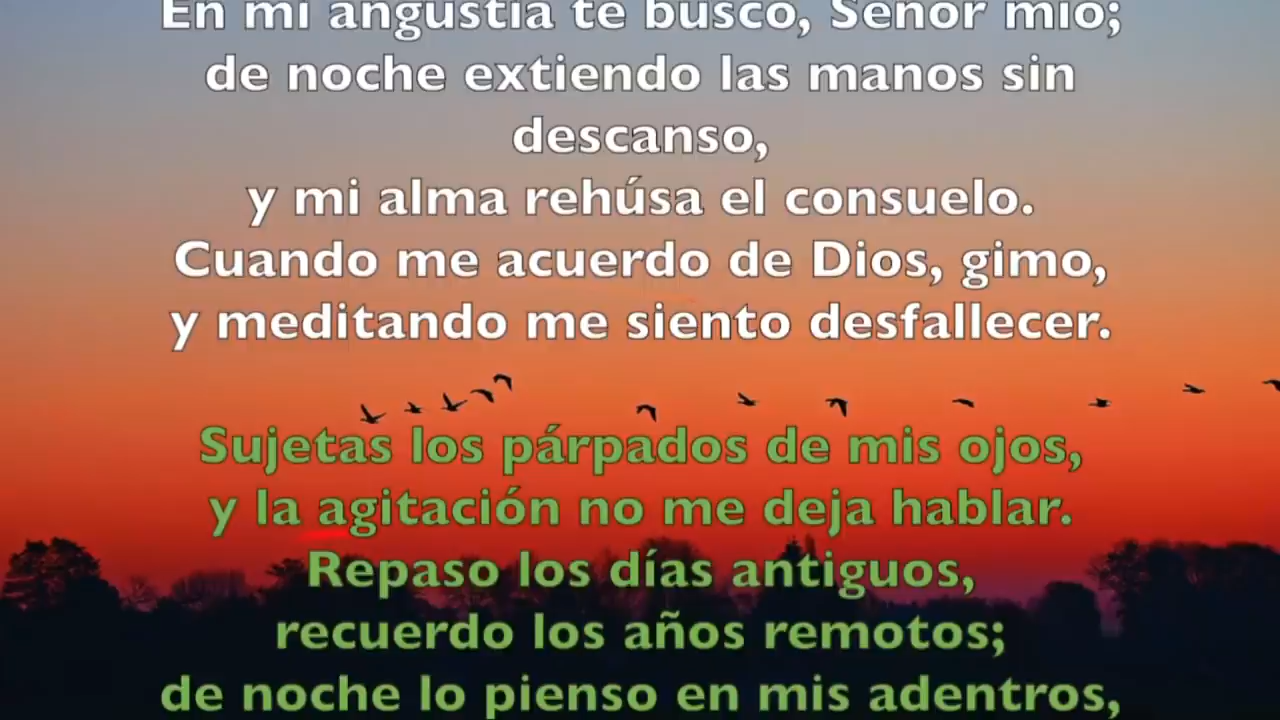 En mi angustia te busco, Señor mío;
de noche extiendo las manos sin
descanso,
y mi alma rehúsa el consuelo.
Cuando me acuerdo de Dios, gimo,
y meditando me siento desfallecer.
Sujetas los párpados de mis ojos,
y la agitación no me deja hablar.
Repaso los días antiguos,
recuerdo los años remotos;
de noche lo pienso en mis adentros,